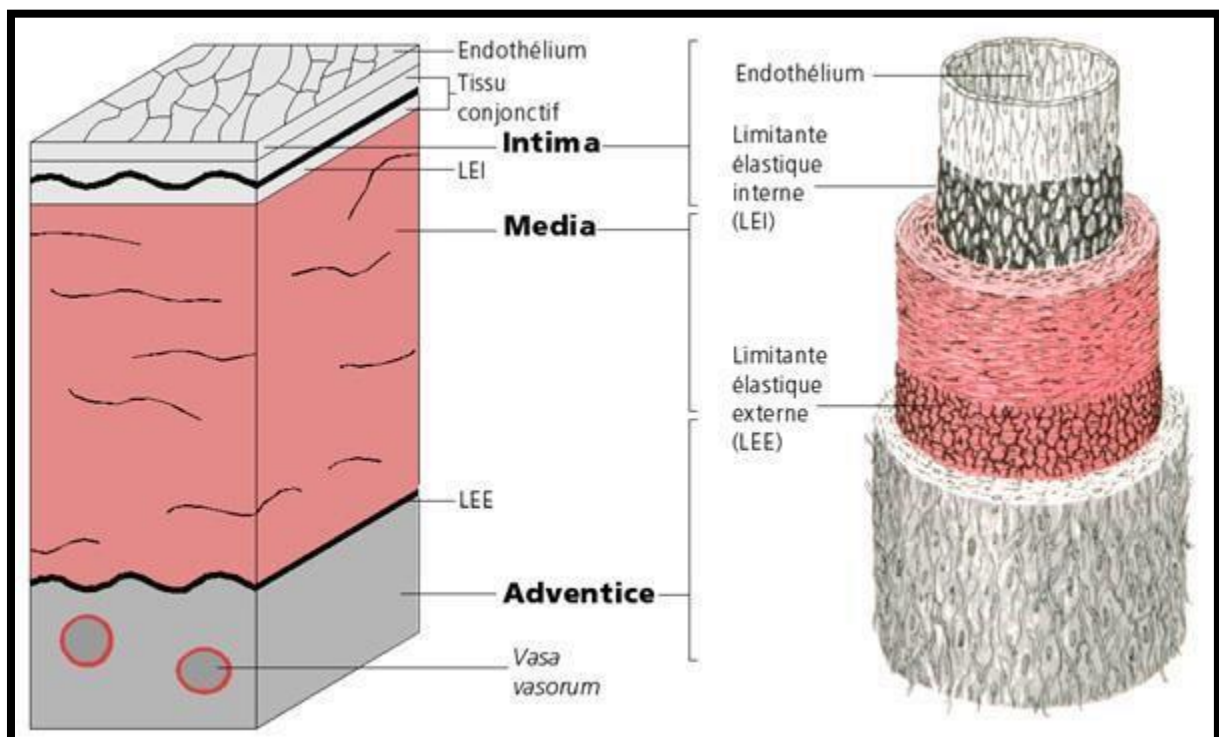 Endothélium
Tissu
conjonctif
Intima
LEI
Media
LEE
Adventice
Vasa
vasorum
Endothélium
Limitante
élastique
interne
(LEI)
Limitante
élastique
externe
(LEE)